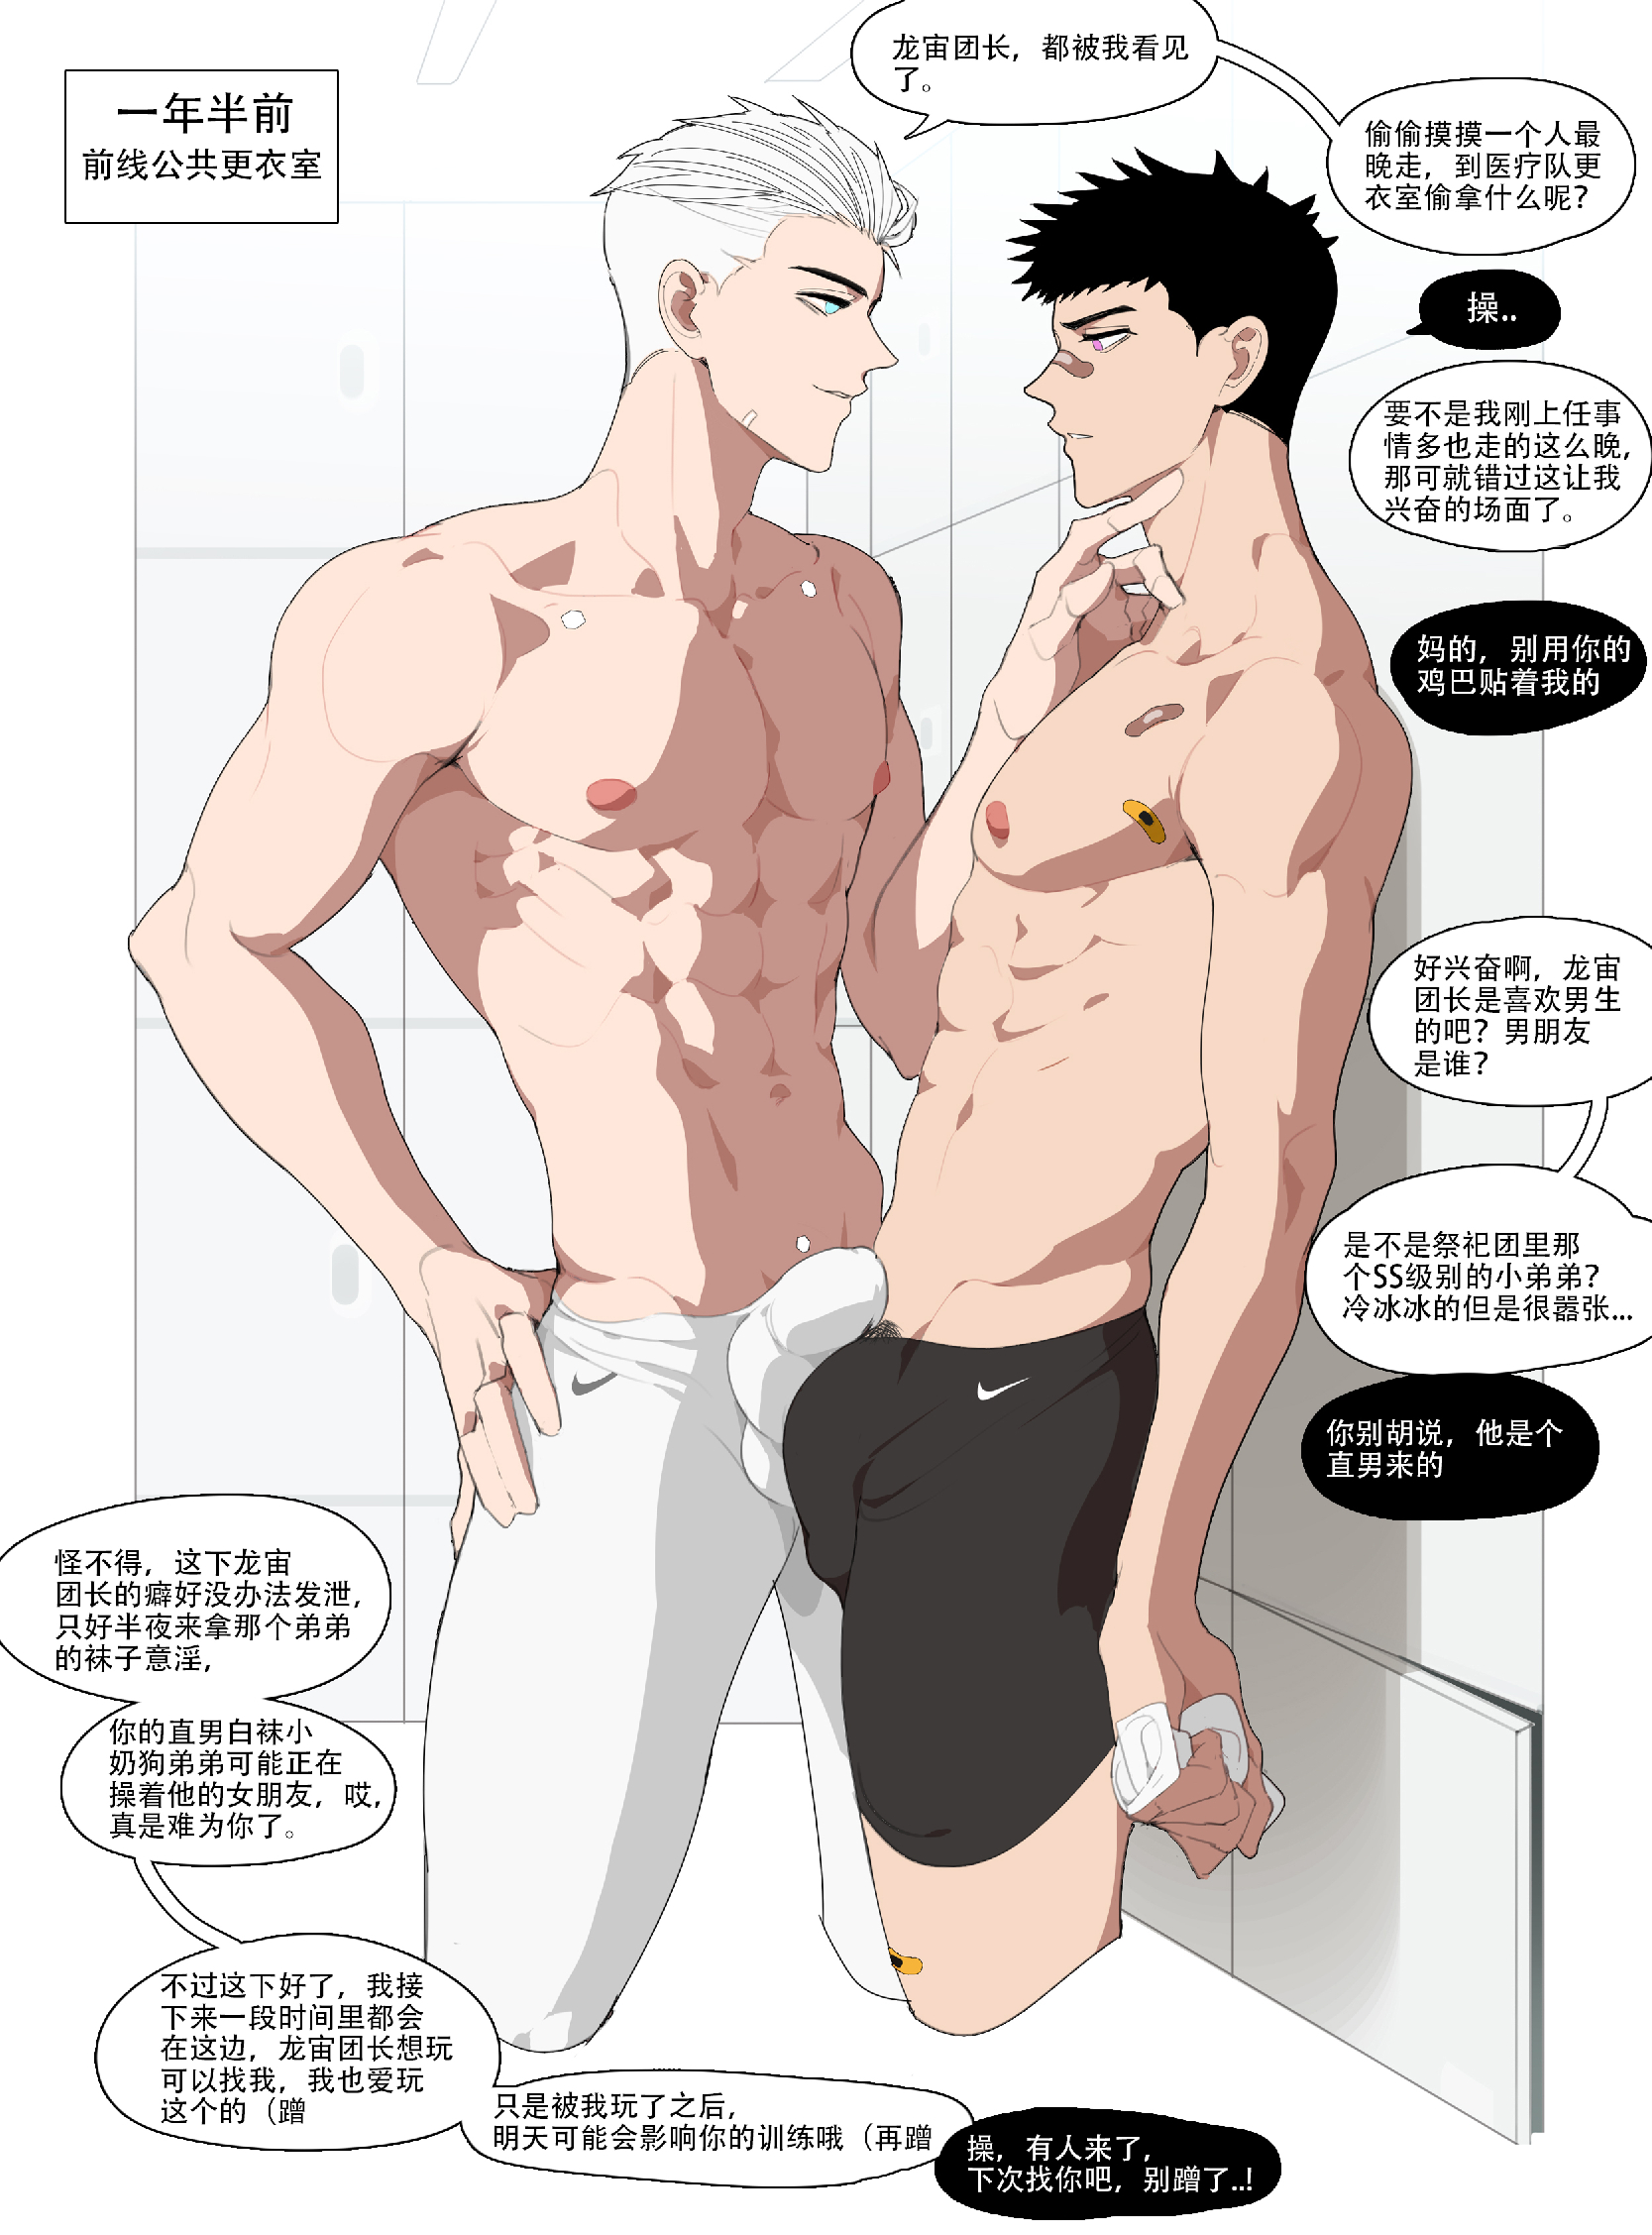 一年半前
前线公共更衣室
龙宙团长，都被我看见
了。
偷偷摸摸一个人最
晚走，到医疗队更
衣室偷拿什么呢？
操..
要不是我刚上任事
情多也走的这么晚，
那可就错过这让我
兴奋的场面了。
妈的，别用你的
鸡巴贴着我的
好兴奋啊，龙宙
团长是喜欢男生
的吧？男朋友
是谁？
是不是祭祀团里那
个SS级别的小弟弟？
冷冰冰的但是很嚣张...
你别胡说，他是个
直男来的
怪不得，这下龙宙
团长的癖好没办法发泄，
只好半夜来拿那个弟弟
的袜子意淫，
你的直男白袜小
奶狗弟弟可能正在
操着他的女朋友，哎，
真是难为你了。
不过这下好了，我接
下来一段时间里都会
在这边，龙宙团长想玩
可以找我，我也爱玩
这个的（蹭
只是被我玩了之后，
明天可能会影响你的训练哦（再蹭
操，有人来了，
下次找你吧，别蹭了..!